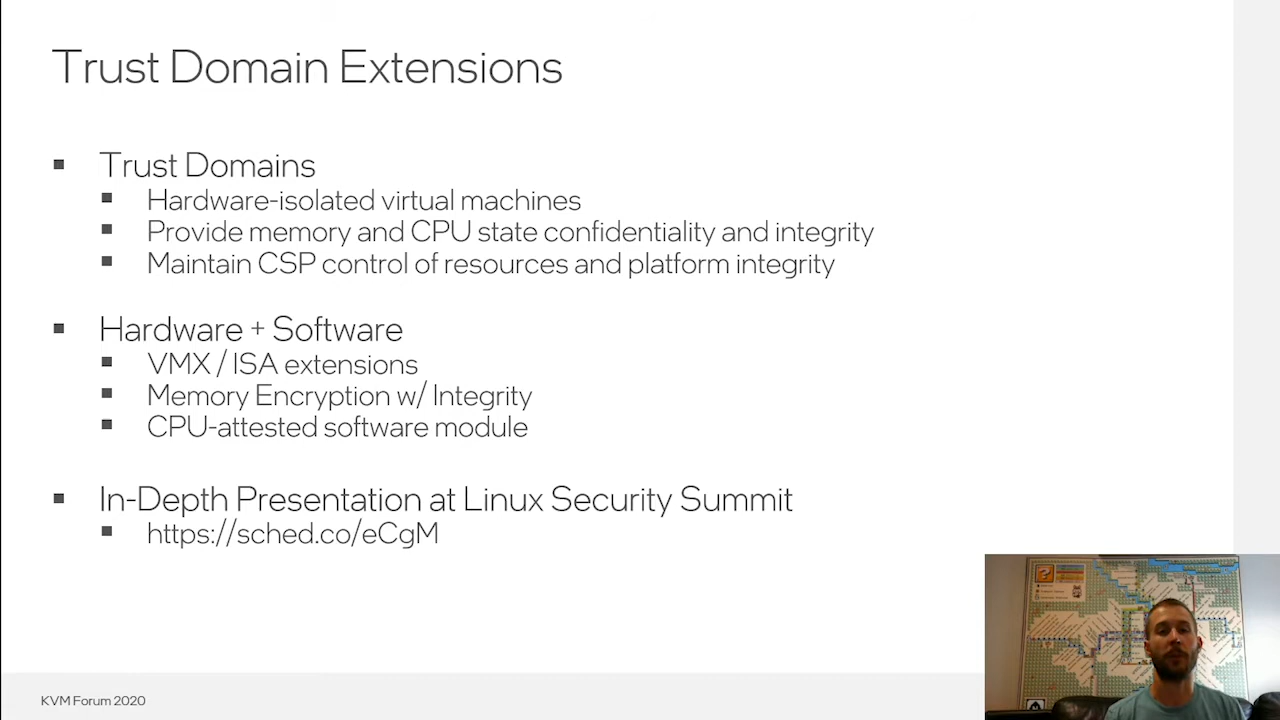 Trust Domain Extensions
Trust Domains
Hardware-isolated virtual machines
Provide memory and CPU state confidentiality and integrity
Maintain CSP control of resources and platform integrity
Hardware + Software
VMX / ISA extensions
Memory Encryption w/ Integrity
CPU-attested software module
In-Depth Presentation at Linux Security Summit
https://sched.co/eCgM
KVM Forum 2020